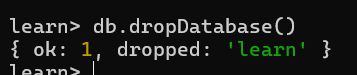 learn> db.dropDatabase()
{ ok: 1, dropped: 'learn' }
learn>